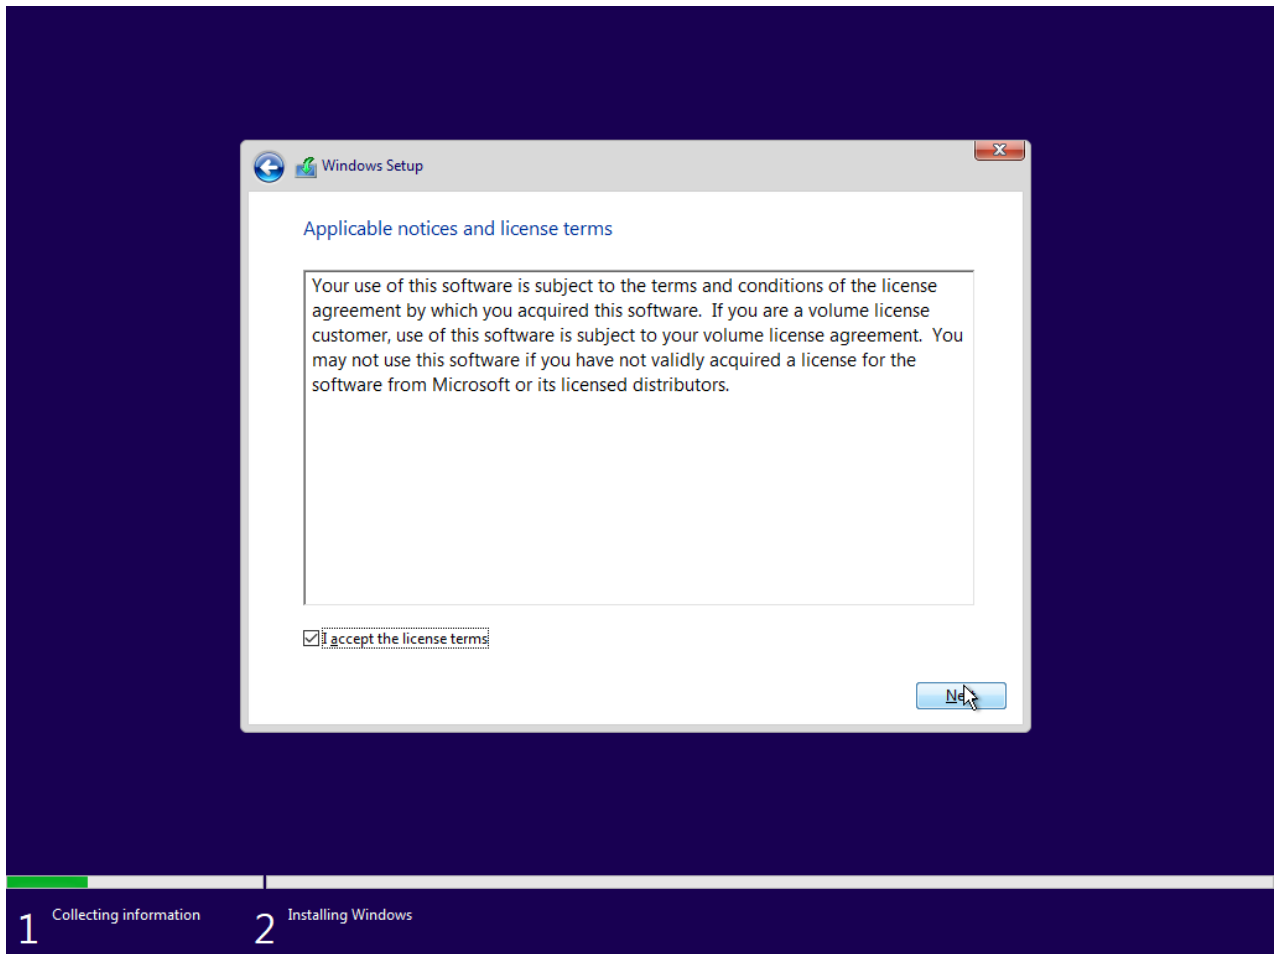 Windows Setup
Applicable notices and license terms
Your use of this software is subject to the terms and conditions of the license
agreement by which you acquired this software.  If you are a volume license
customer, use of this software is subject to your volume license agreement.  You
may not use this software if you have not validly acquired a license for the
software from Microsoft or its licensed distributors.
I accept the license terms
1 Collecting information
2 Installing Windows